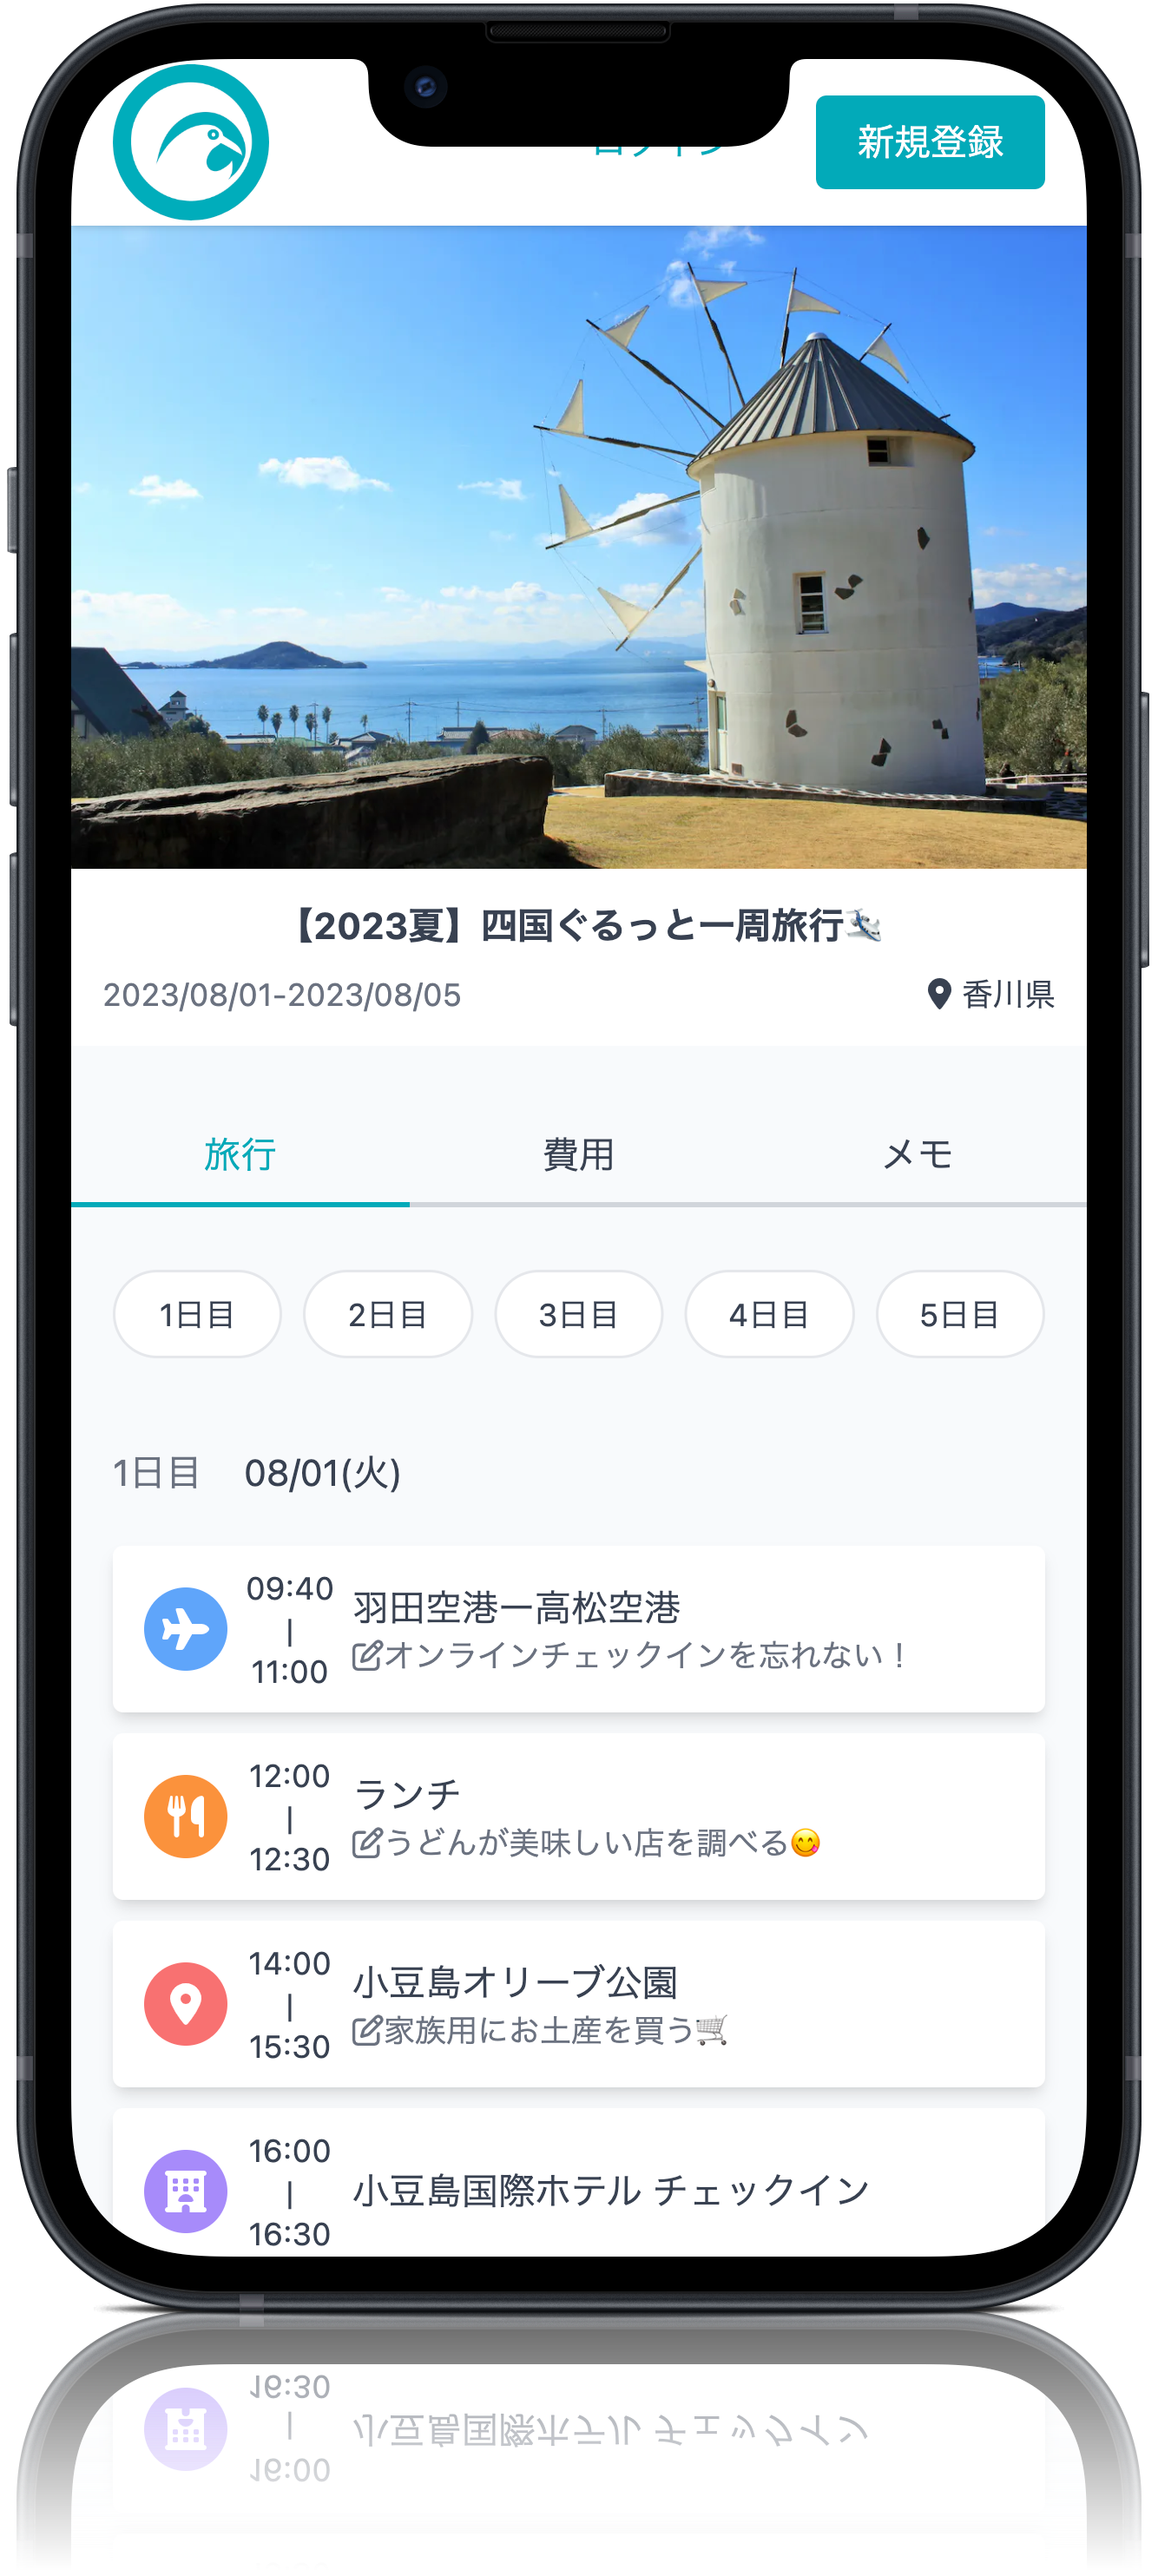 新規登録
【2023夏】四国ぐるっと一周旅行🛩️
2023/08/01-2023/08/05
香川県
旅行 費用 メモ
1日目 2日目 3日目 4日目 5日目
1日目 08/01(火)
09:40
|
11:00
羽田空港ー高松空港
オンラインチェックインを忘れない！
12:00
|
12:30
ランチ
うどんが美味しい店を調べる😋
14:00
|
15:30
小豆島オリーブ公園
家族用にお土産を買う🛒
16:00
|
16:30
小豆島国際ホテル チェックイン